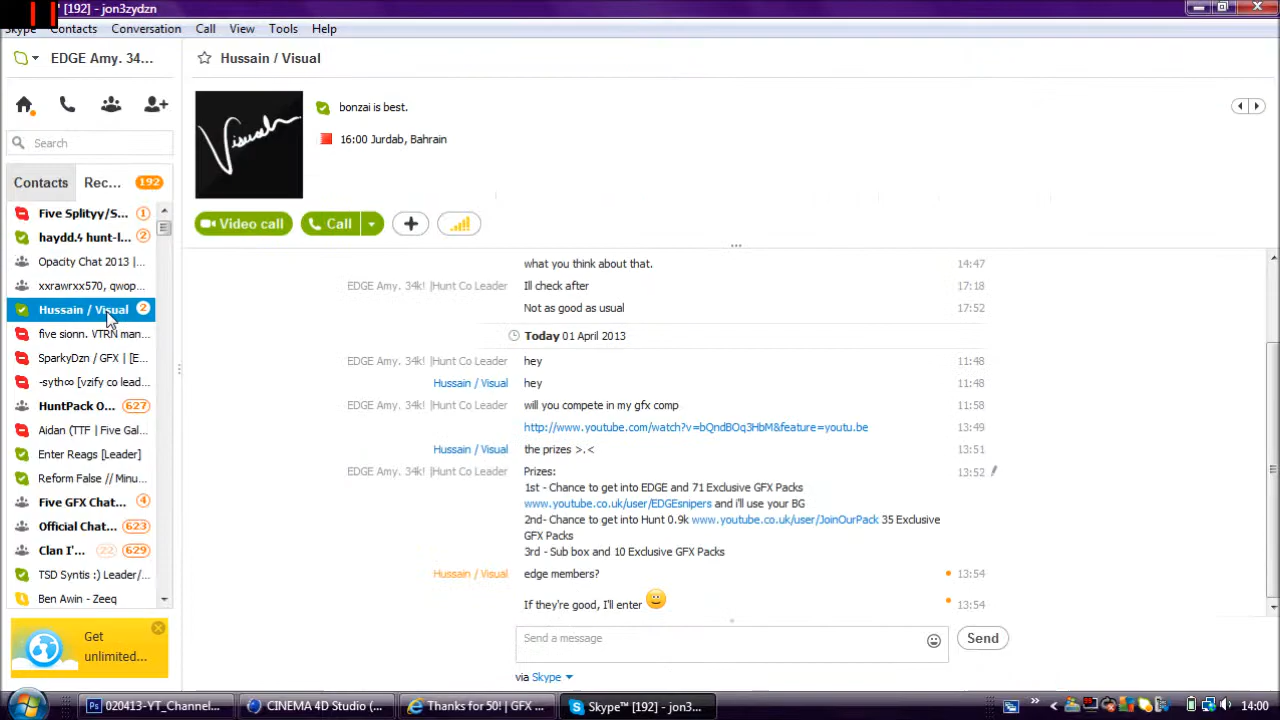 [192] - jon3zydzn
Skype Contacts Conversation Call View Tools Help
EDGE Amy. 34...
Search
Contacts Rec... 192
Five Splityy/S... 1
haydd.ϟ hunt-l... 2
Opacity Chat 2013 |...
xxrawrxx570, qwop...
Hussain / Visual 2
five sionn. VTRN man...
SparkyDzn / GFX | [E...
-syth∞ [vzify co lead...
HuntPack O... 627
Aidan (TTF | Five Gal...
Enter Reags [Leader]
Reform False // Minu...
Five GFX Chat... 4
Official Chat... 623
Clan I'... 22 629
TSD Syntis :) Leader/...
Ben Awin - Zeeq
Get
unlimited...
Hussain / Visual
Visual
bonzai is best.
16:00 Jurdab, Bahrain
Video call Call
what you think about that. 14:47
EDGE Amy. 34k! |Hunt Co Leader Ill check after 17:18
Not as good as usual 17:52
Today 01 April 2013
EDGE Amy. 34k! |Hunt Co Leader hey 11:48
Hussain / Visual hey 11:48
EDGE Amy. 34k! |Hunt Co Leader will you compete in my gfx comp 11:58
http://www.youtube.com/watch?v=bQndBOq3HbM&feature=youtu.be 13:49
Hussain / Visual the prizes >.< 13:51
EDGE Amy. 34k! |Hunt Co Leader Prizes: 13:52
1st - Chance to get into EDGE and 71 Exclusive GFX Packs
www.youtube.co.uk/user/EDGEsnipers and i'll use your BG
2nd- Chance to get into Hunt 0.9k www.youtube.co.uk/user/JoinOurPack 35 Exclusive
GFX Packs
3rd - Sub box and 10 Exclusive GFX Packs
Hussain / Visual edge members? 13:54
If they're good, I'll enter 13:54
Send a message Send
via Skype
020413-YT_Channel... CINEMA 4D Studio (... Thanks for 50! | GFX ... Skype™ [192] - jon3... 14:00